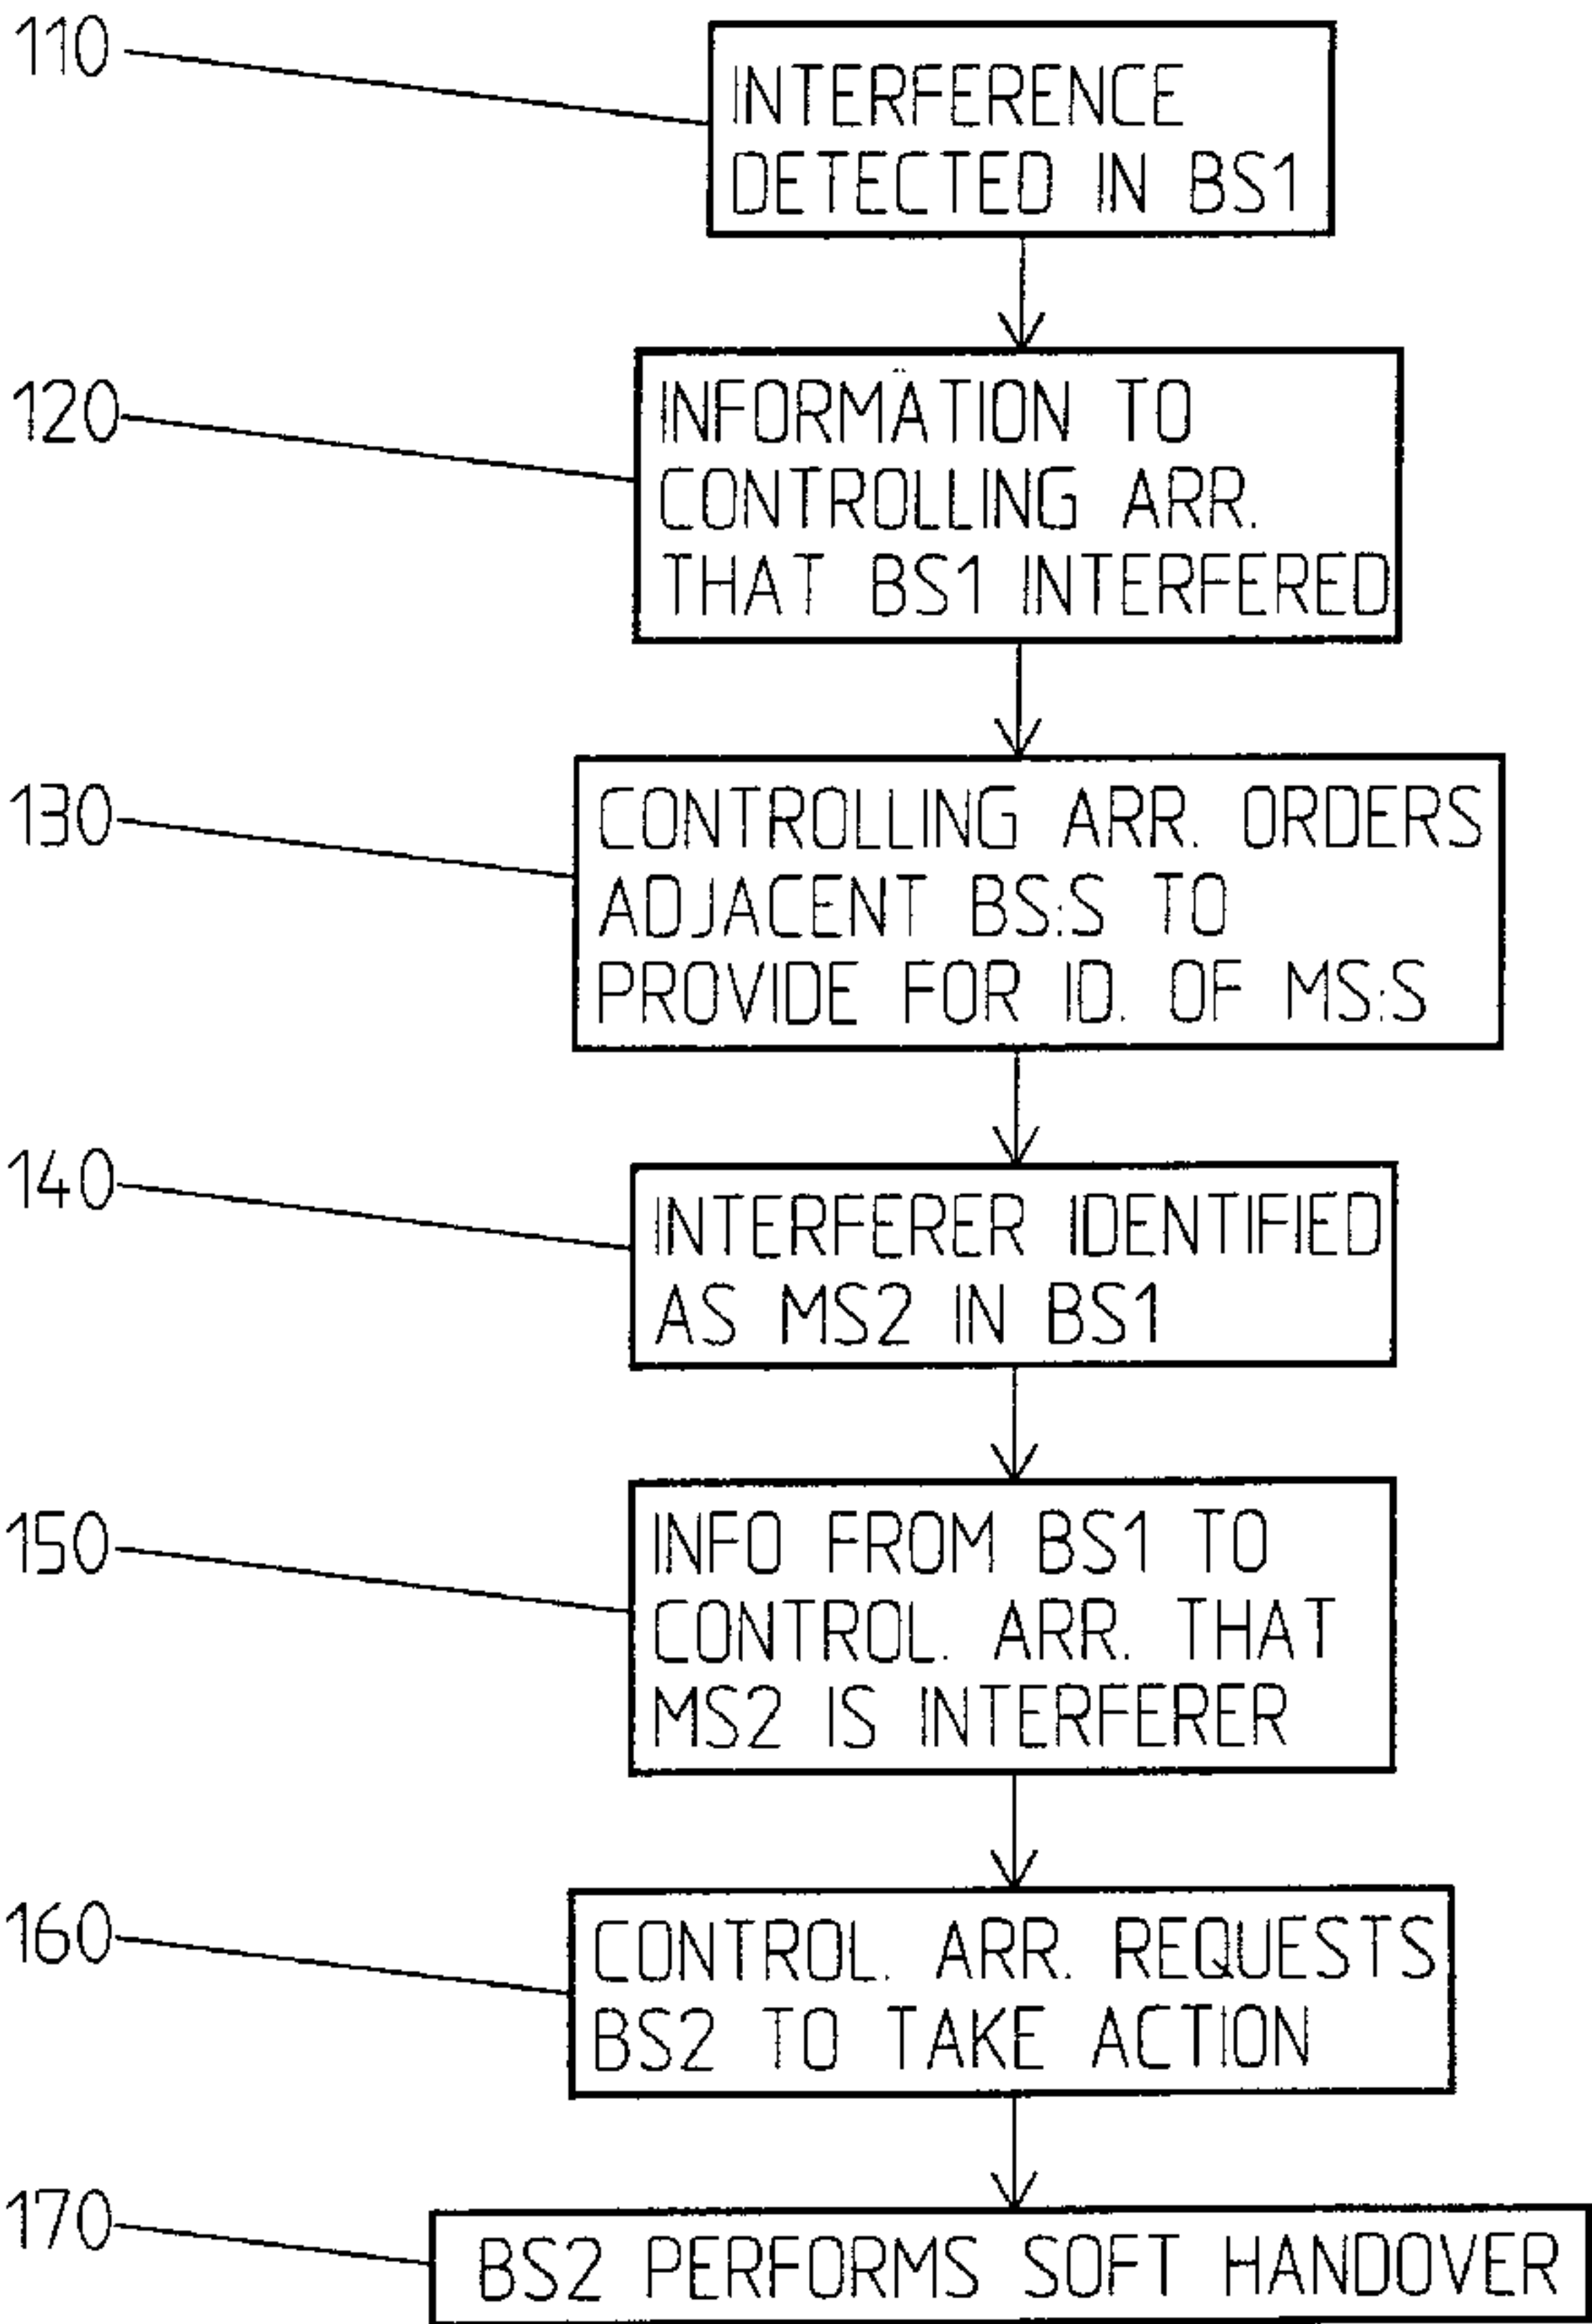 110
INTERFERENCE
DETECTED IN BS1
120
INFORMATION TO
CONTROLLING ARR.
THAT BS1 INTERFERED
130
CONTROLLING ARR. ORDERS
ADJACENT BS:S TO
PROVIDE FOR ID. OF MS:S
140
INTERFERER IDENTIFIED
AS MS2 IN BS1
150
INFO FROM BS1 TO
CONTROL. ARR. THAT
MS2 IS INTERFERER
160
CONTROL. ARR. REQUESTS
BS2 TO TAKE ACTION
170
BS2 PERFORMS SOFT HANDOVER